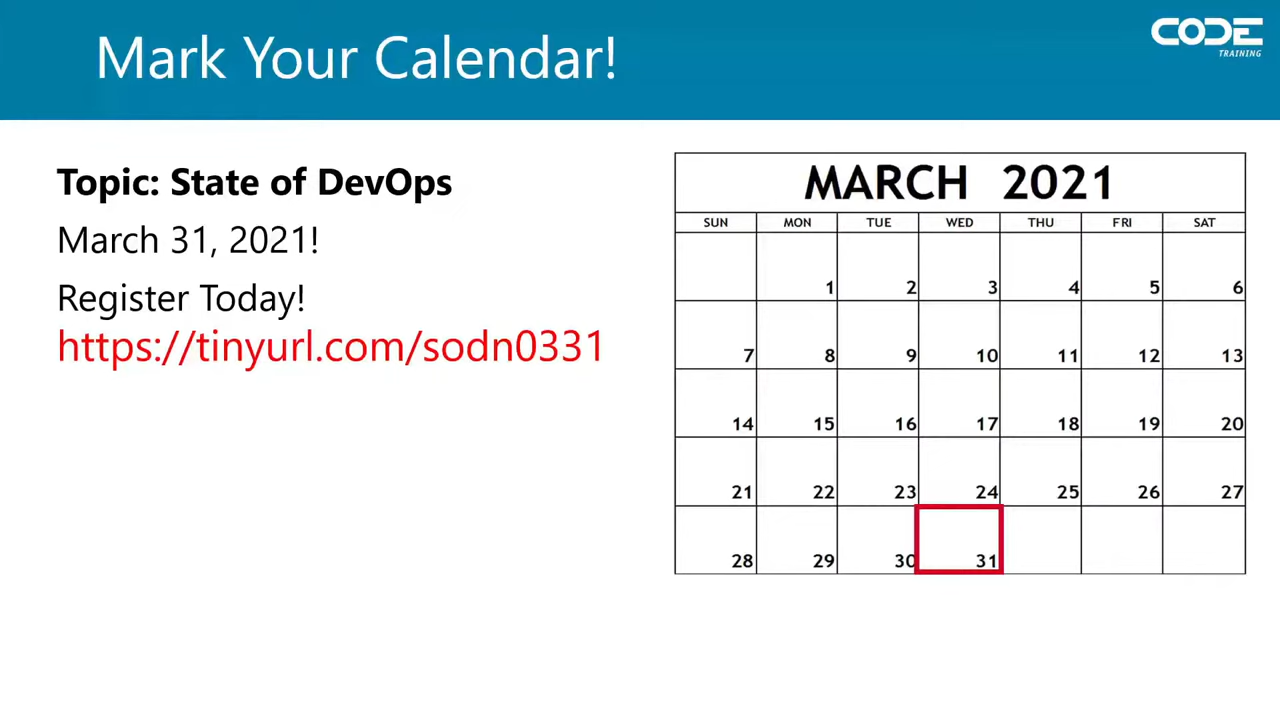 Mark Your Calendar!
CODE
TRAINING
Topic: State of DevOps
March 31, 2021!
Register Today!
https://tinyurl.com/sodn0331
MARCH 2021
SUN MON TUE WED THU FRI SAT
1 2 3 4 5 6
7 8 9 10 11 12 13
14 15 16 17 18 19 20
21 22 23 24 25 26 27
28 29 30 31